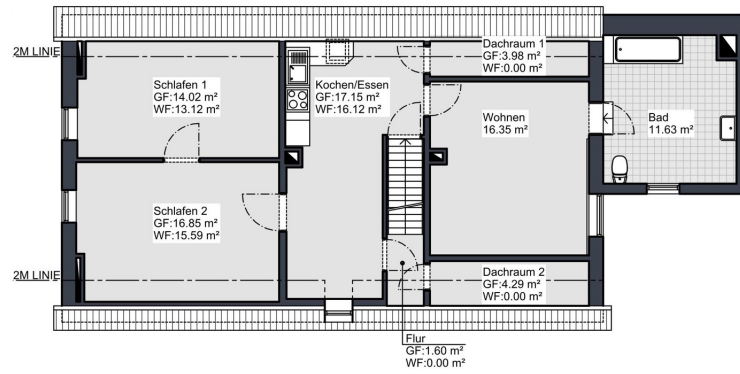 2M LINIE
Schlafen 1
GF:14.02 m²
WF:13.12 m²
Kochen/Essen
GF:17.15 m²
WF:16.12 m²
Dachraum 1
GF:3.98 m²
WF:0.00 m²
Wohnen
16.35 m²
Bad
11.63 m²
Schlafen 2
GF:16.85 m²
WF:15.59 m²
2M LINIE
Dachraum 2
GF:4.29 m²
WF:0.00 m²
Flur
GF:1.60 m²
WF:0.00 m²